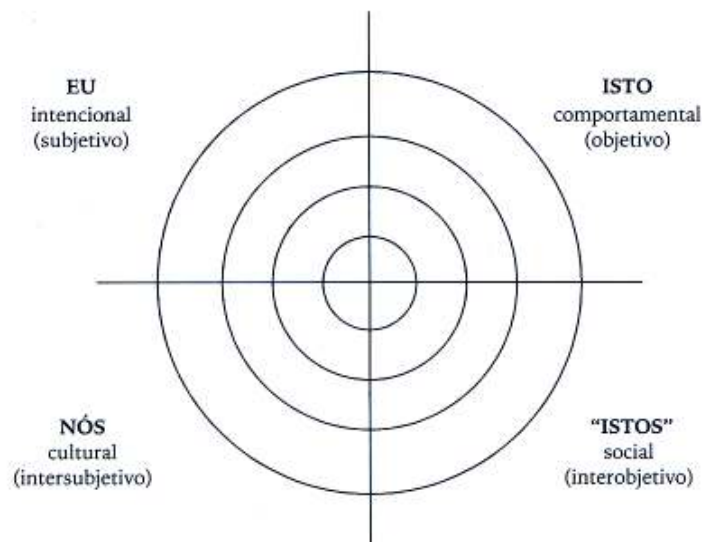 EU
intencional
(subjetivo)
ISTO
comportamental
(objetivo)
NÓS
cultural
(intersubjetivo)
“ISTOS”
social
(interobjetivo)